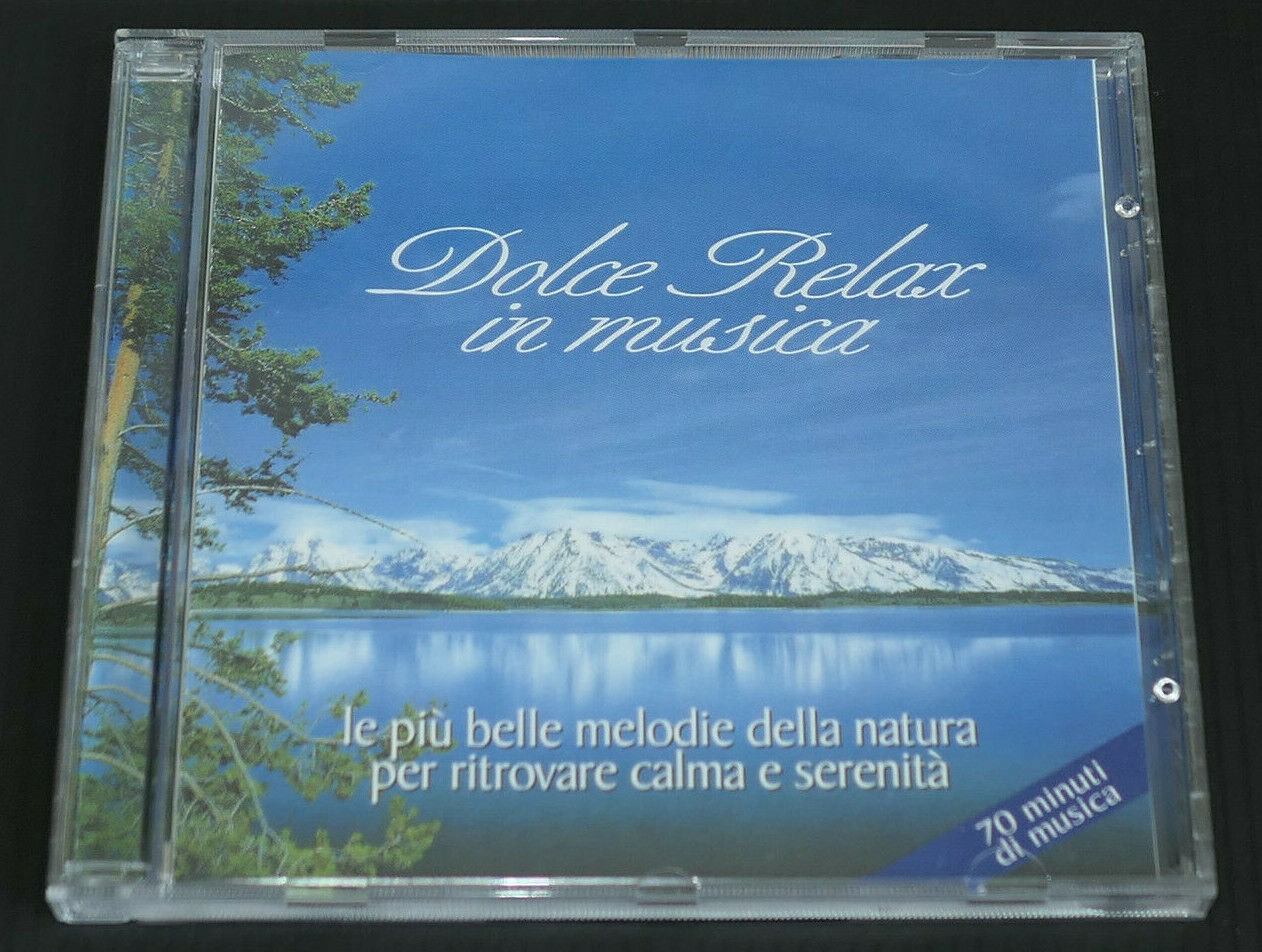 Dolce Relax
in musica
le più belle melodie della natura
per ritrovare calma e serenità
70 minuti
di musica